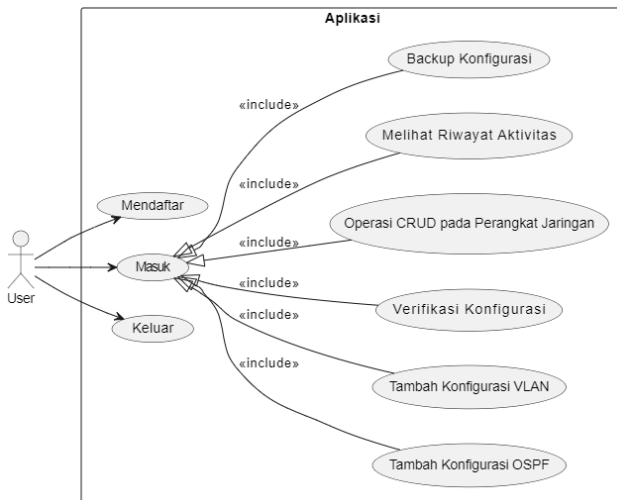 Aplikasi
Backup Konfigurasi
«include»
Melihat Riwayat Aktivitas
«include»
Mendaftar
Operasi CRUD pada Perangkat Jaringan
«include»
User
Masuk
«include»
Verifikasi Konfigurasi
«include»
Keluar
«include»
Tambah Konfigurasi VLAN
Tambah Konfigurasi OSPF